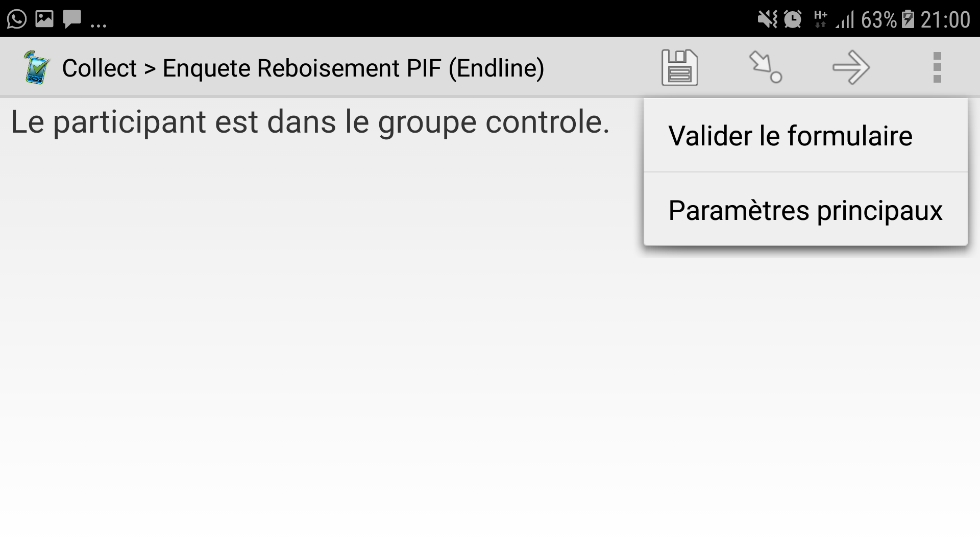 ... H+ 63% 21:00
Collect > Enquete Reboisement PIF (Endline)
Le participant est dans le groupe controle.
Valider le formulaire
Paramètres principaux